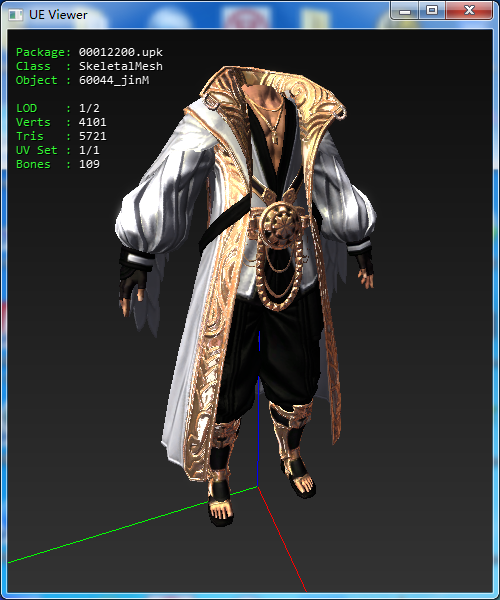 UE Viewer
Package: 00012200.upk
Class : SkeletalMesh
Object : 60044_jinM
LOD : 1/2
Verts : 4101
Tris : 5721
UV Set : 1/1
Bones : 109